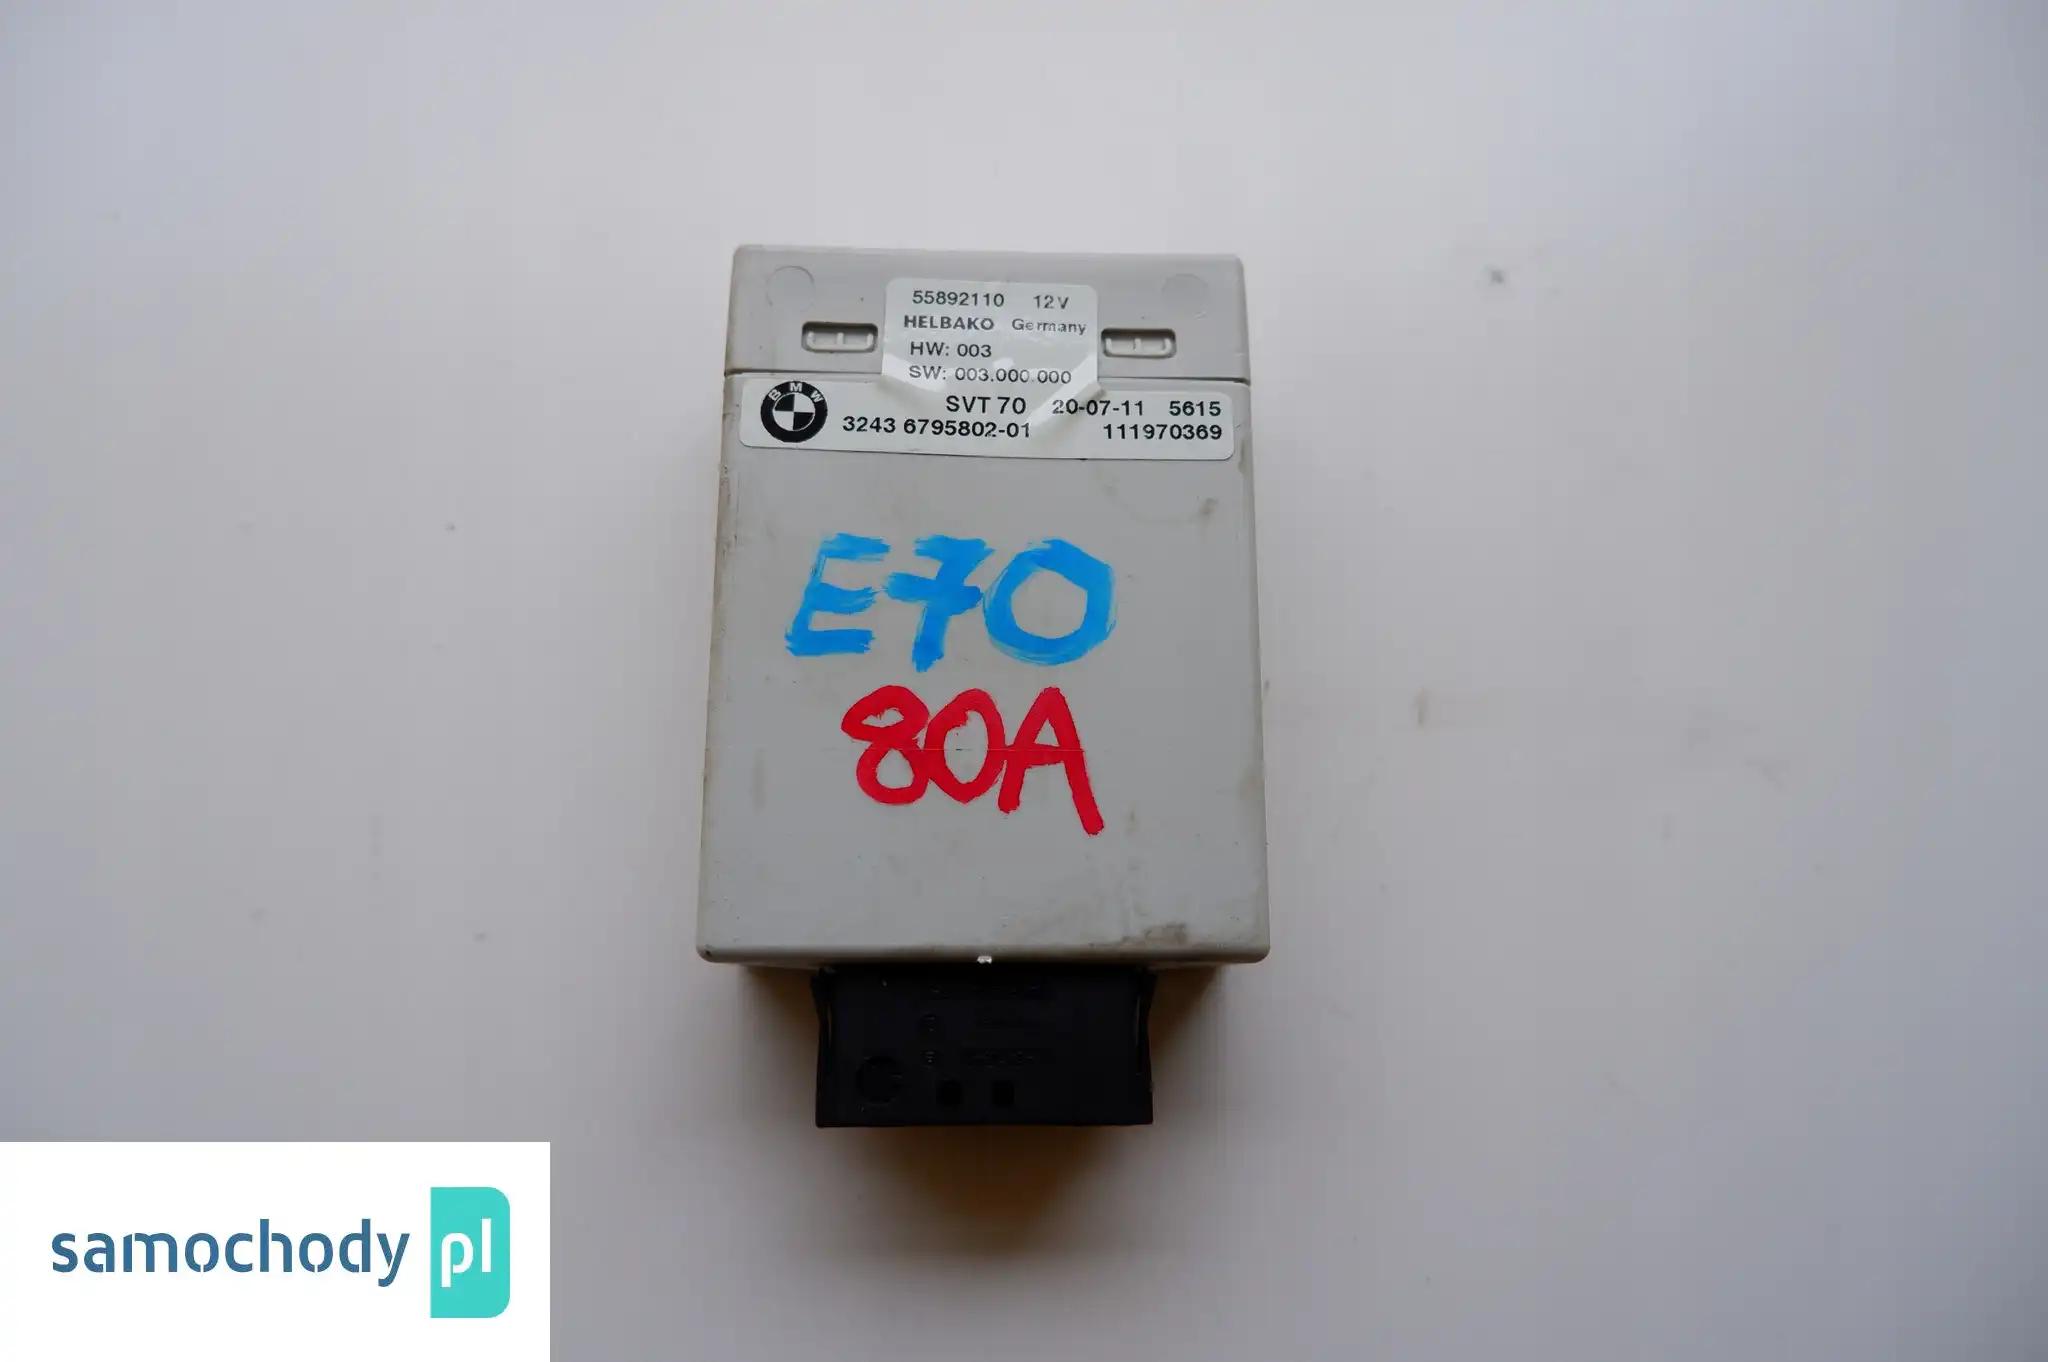 55892110 12V
HELBAKO Germany
HW: 003
SW: 003.000.000
BMW
SVT 70 20-07-11 5615
3243 6795802-01 111970369
E70
80A
samochody pl